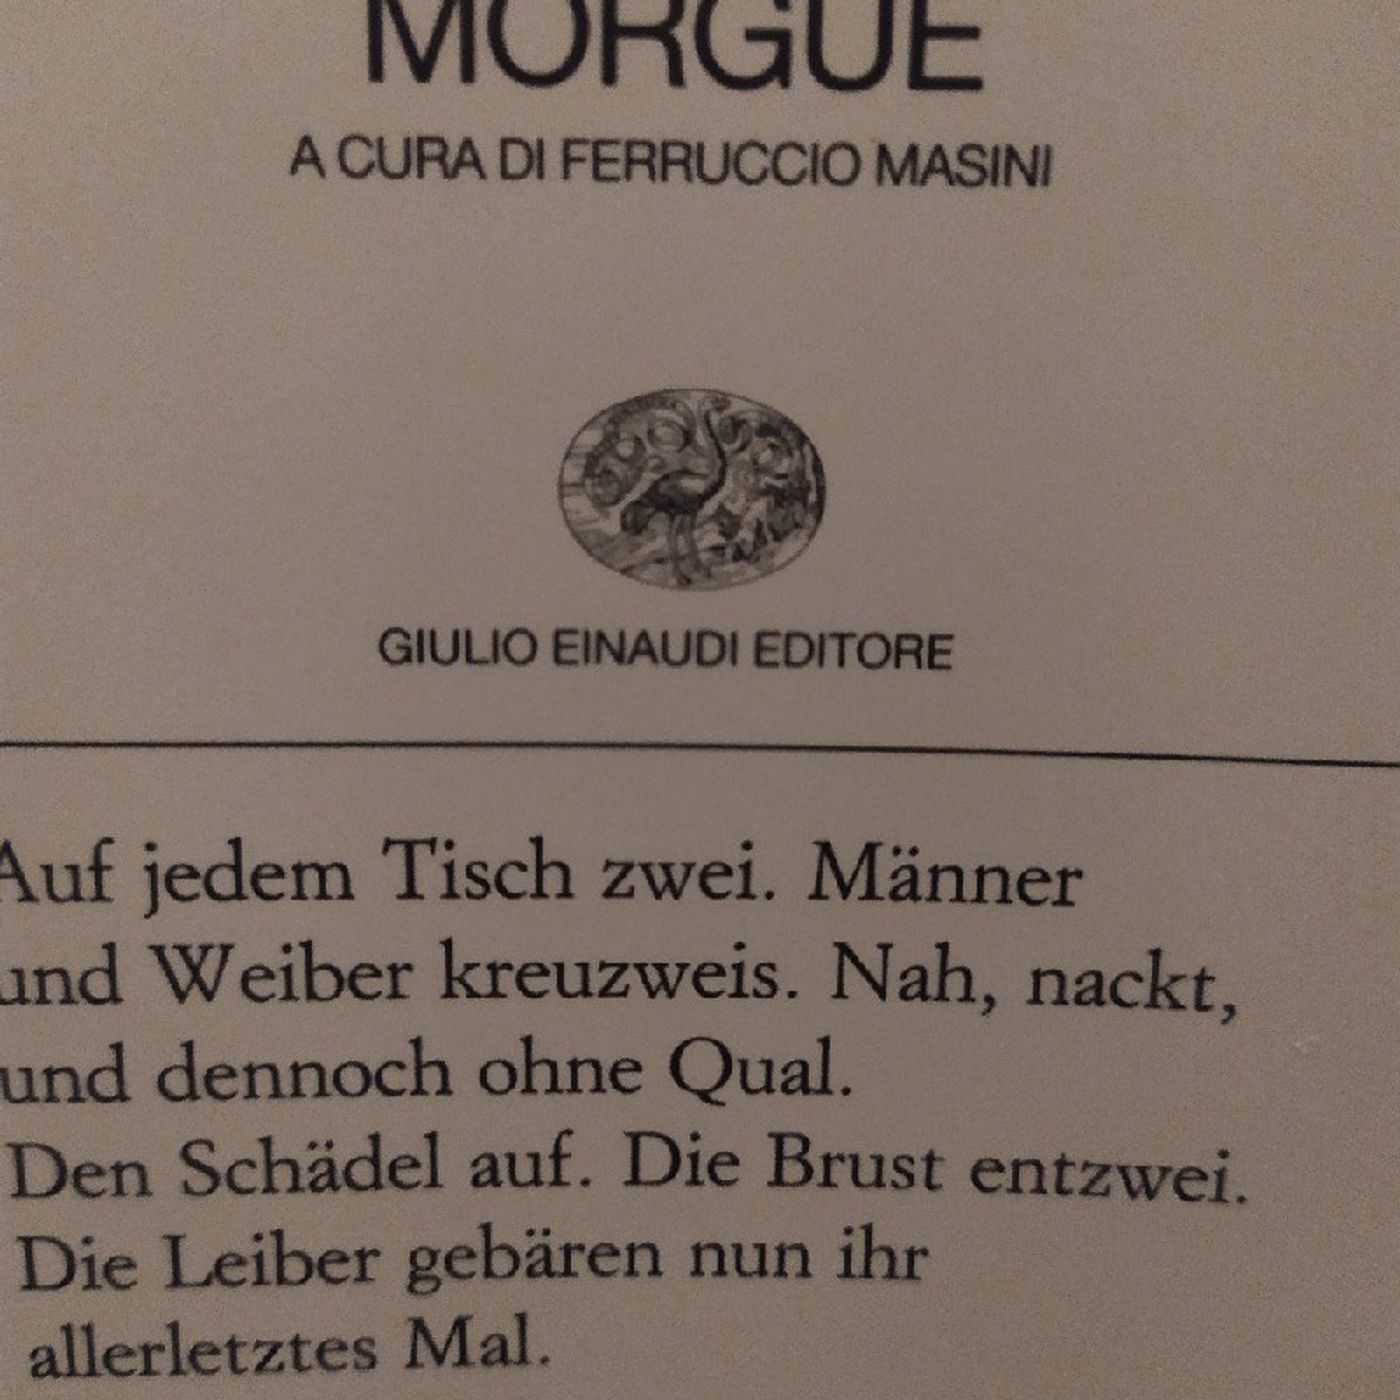 MORGUE
A CURA DI FERRUCCIO MASINI
GIULIO EINAUDI EDITORE
Auf jedem Tisch zwei. Männer
und Weiber kreuzweis. Nah, nackt,
und dennoch ohne Qual.
Den Schädel auf. Die Brust entzwei.
Die Leiber gebären nun ihr
allerletztes Mal.